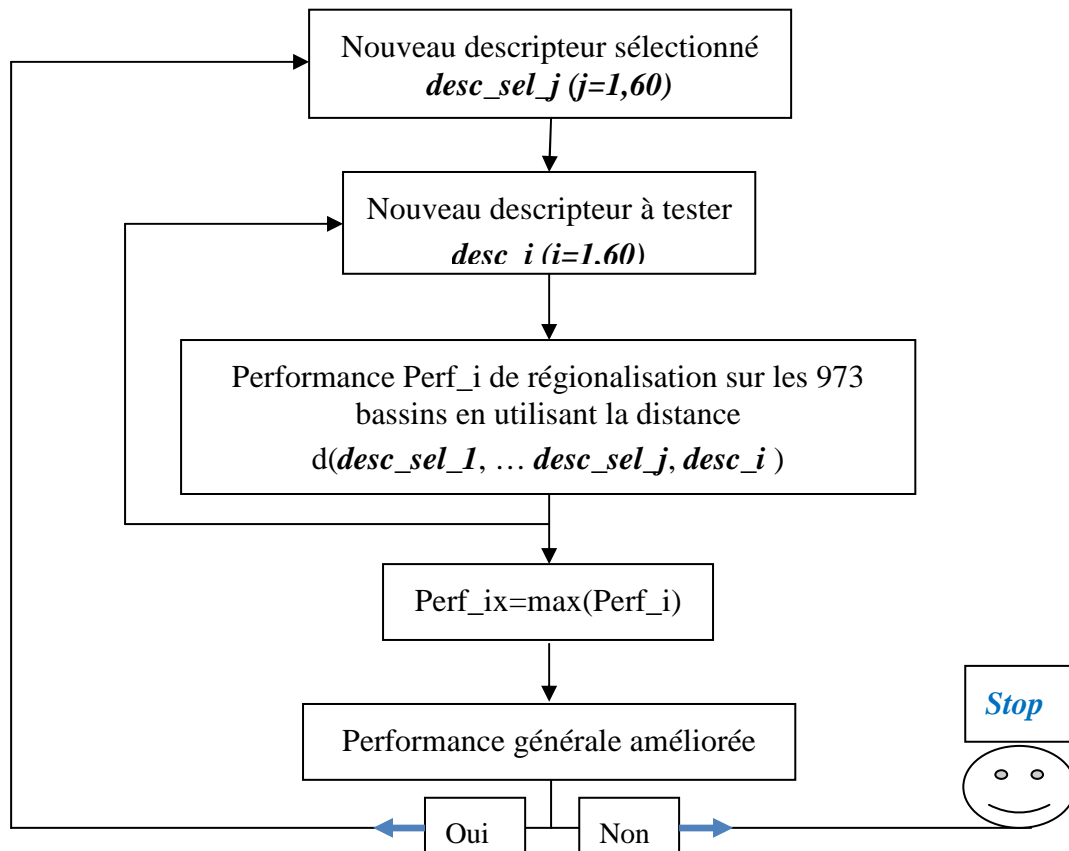 Nouveau descripteur sélectionné
desc_sel_j (j=1,60)
Nouveau descripteur à tester
desc_i (i=1,60)
Performance Perf_i de régionalisation sur les 973
bassins en utilisant la distance
d(desc_sel_1, … desc_sel_j, desc_i )
Perf_ix=max(Perf_i)
Performance générale améliorée
Stop
Oui
Non